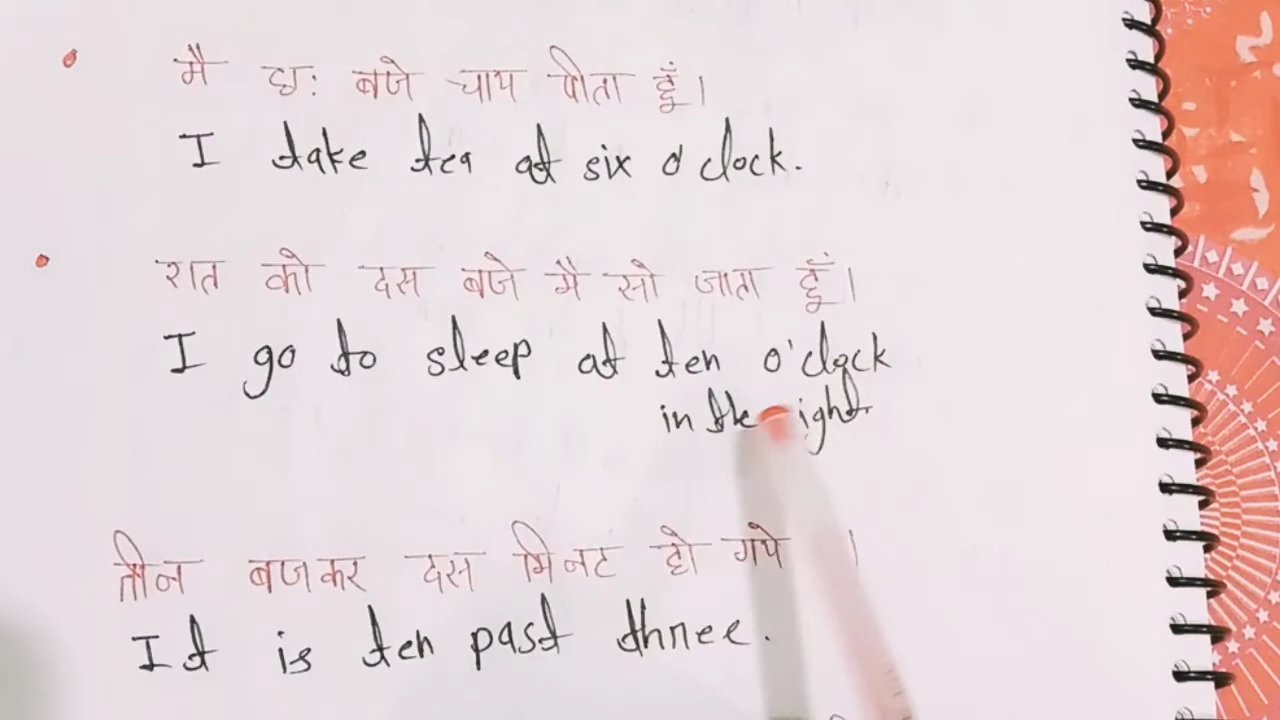 मै छः बजे चाय पीता हूँ।
I take tea at six o'clock.
रात को दस बजे मै सो जाता हूँ।
I go to sleep at ten o'clock
in the night.
तीन बजकर दस मिनट हो गये ।
It is ten past three.